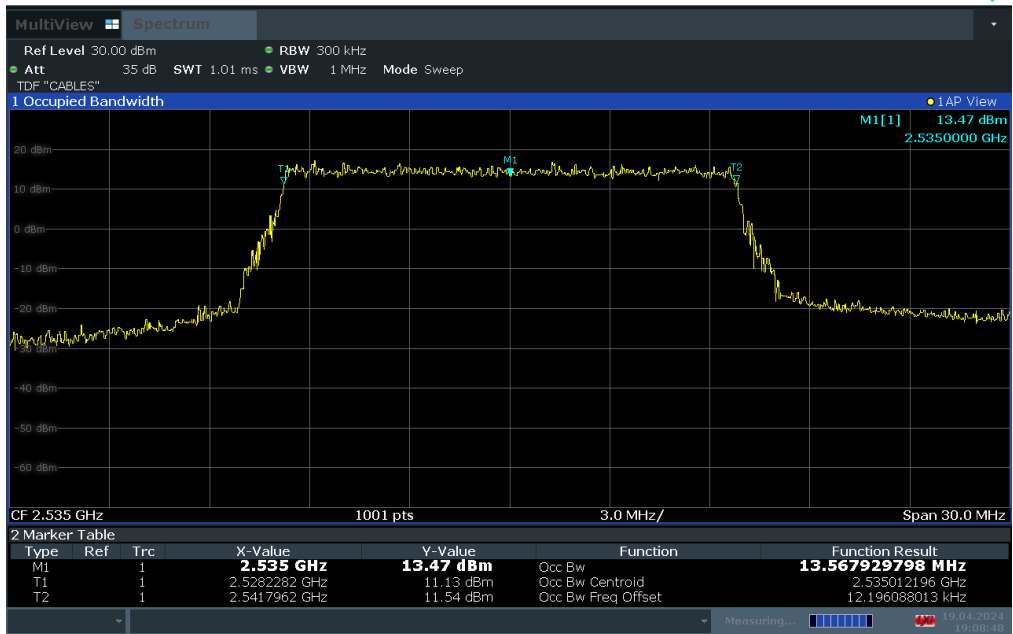 MultiView Spectrum
Ref Level 30.00 dBm RBW 300 kHz
Att 35 dB SWT 1.01 ms VBW 1 MHz Mode Sweep
TDF "CABLES"
1 Occupied Bandwidth 1AP View
M1[1] 13.47 dBm
2.5350000 GHz
20 dBm
M1
T1 T2
10 dBm
0 dBm
-10 dBm
-20 dBm
-30 dBm
-40 dBm
-50 dBm
-60 dBm
CF 2.535 GHz 1001 pts 3.0 MHz/ Span 30.0 MHz
2 Marker Table
Type Ref Trc X-Value Y-Value Function Function Result
M1 1 2.535 GHz 13.47 dBm Occ Bw 13.567929798 MHz
T1 1 2.5282282 GHz 11.13 dBm Occ Bw Centroid 2.535012196 GHz
T2 1 2.5417962 GHz 11.54 dBm Occ Bw Freq Offset 12.196088013 kHz
Measuring... 19.04.2024
19:08:48